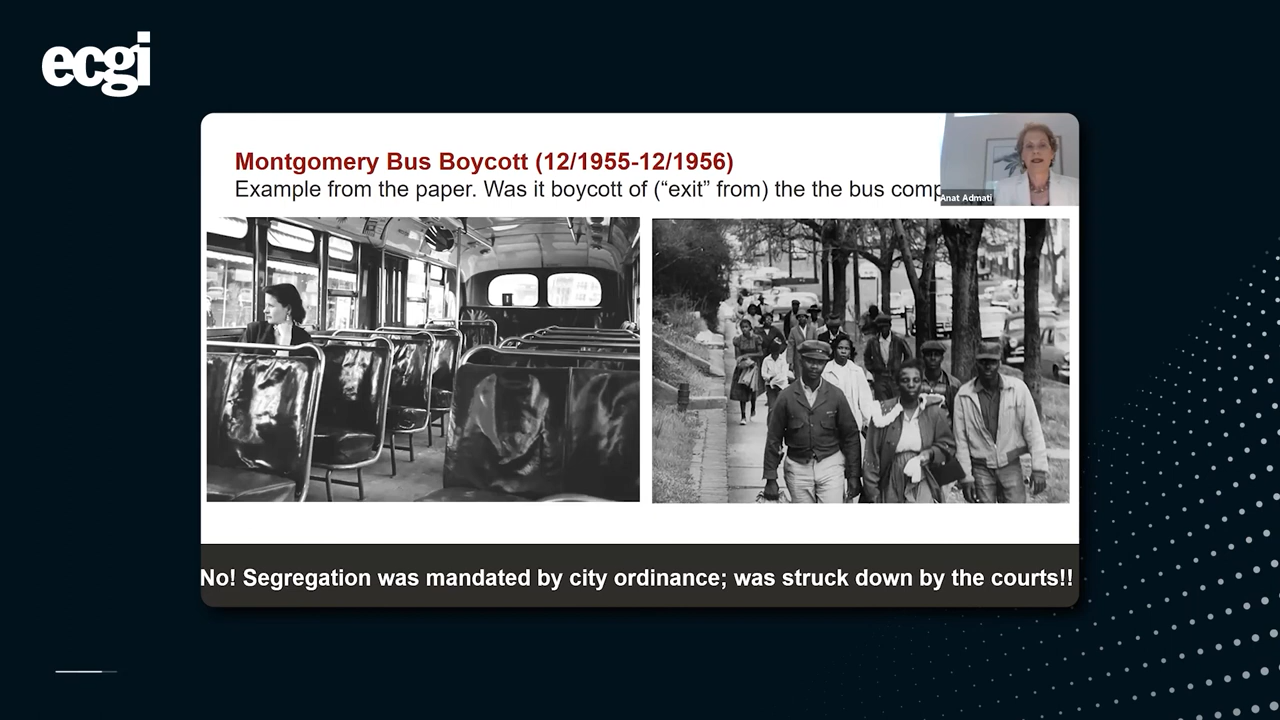 ecgi
Montgomery Bus Boycott (12/1955-12/1956)
Example from the paper. Was it boycott of (“exit” from) the the bus comp
Anat Admati
No! Segregation was mandated by city ordinance; was struck down by the courts!!